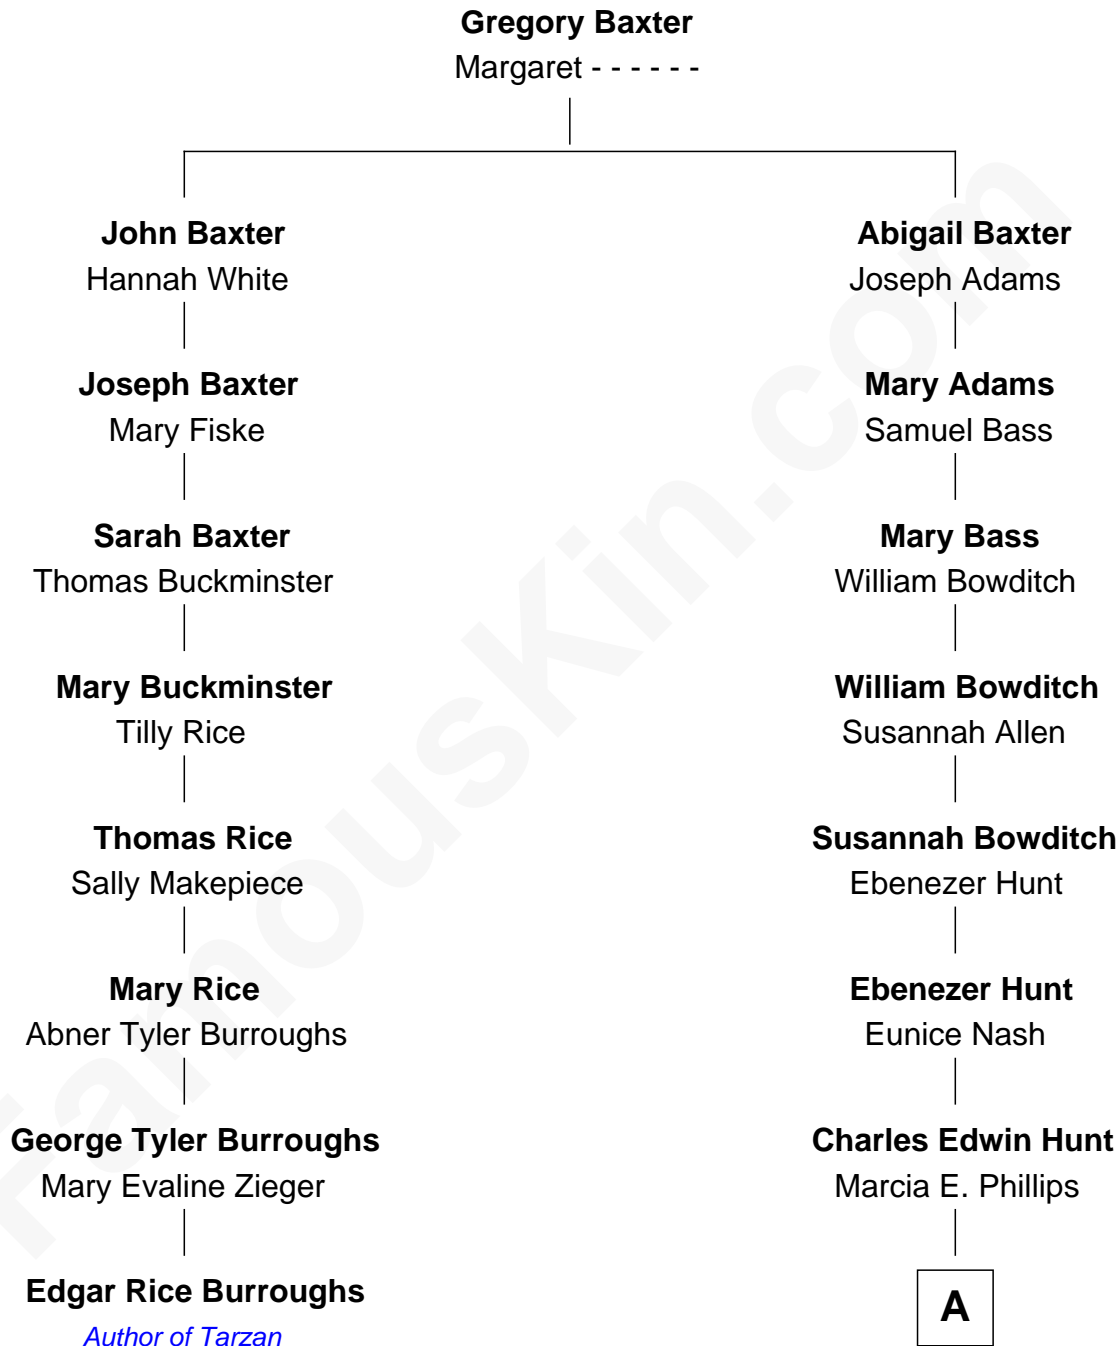 Gregory Baxter
Margaret - - - - - -
John Baxter
Hannah White
Abigail Baxter
Joseph Adams
Joseph Baxter
Mary Fiske
Mary Adams
Samuel Bass
Sarah Baxter
Thomas Buckminster
Mary Bass
William Bowditch
Mary Buckminster
Tilly Rice
William Bowditch
Susannah Allen
Thomas Rice
Sally Makepiece
Susannah Bowditch
Ebenezer Hunt
Mary Rice
Abner Tyler Burroughs
Ebenezer Hunt
Eunice Nash
George Tyler Burroughs
Mary Evaline Zieger
Charles Edwin Hunt
Marcia E. Phillips
Edgar Rice Burroughs
Author of Tarzan
A
FamousKin.com